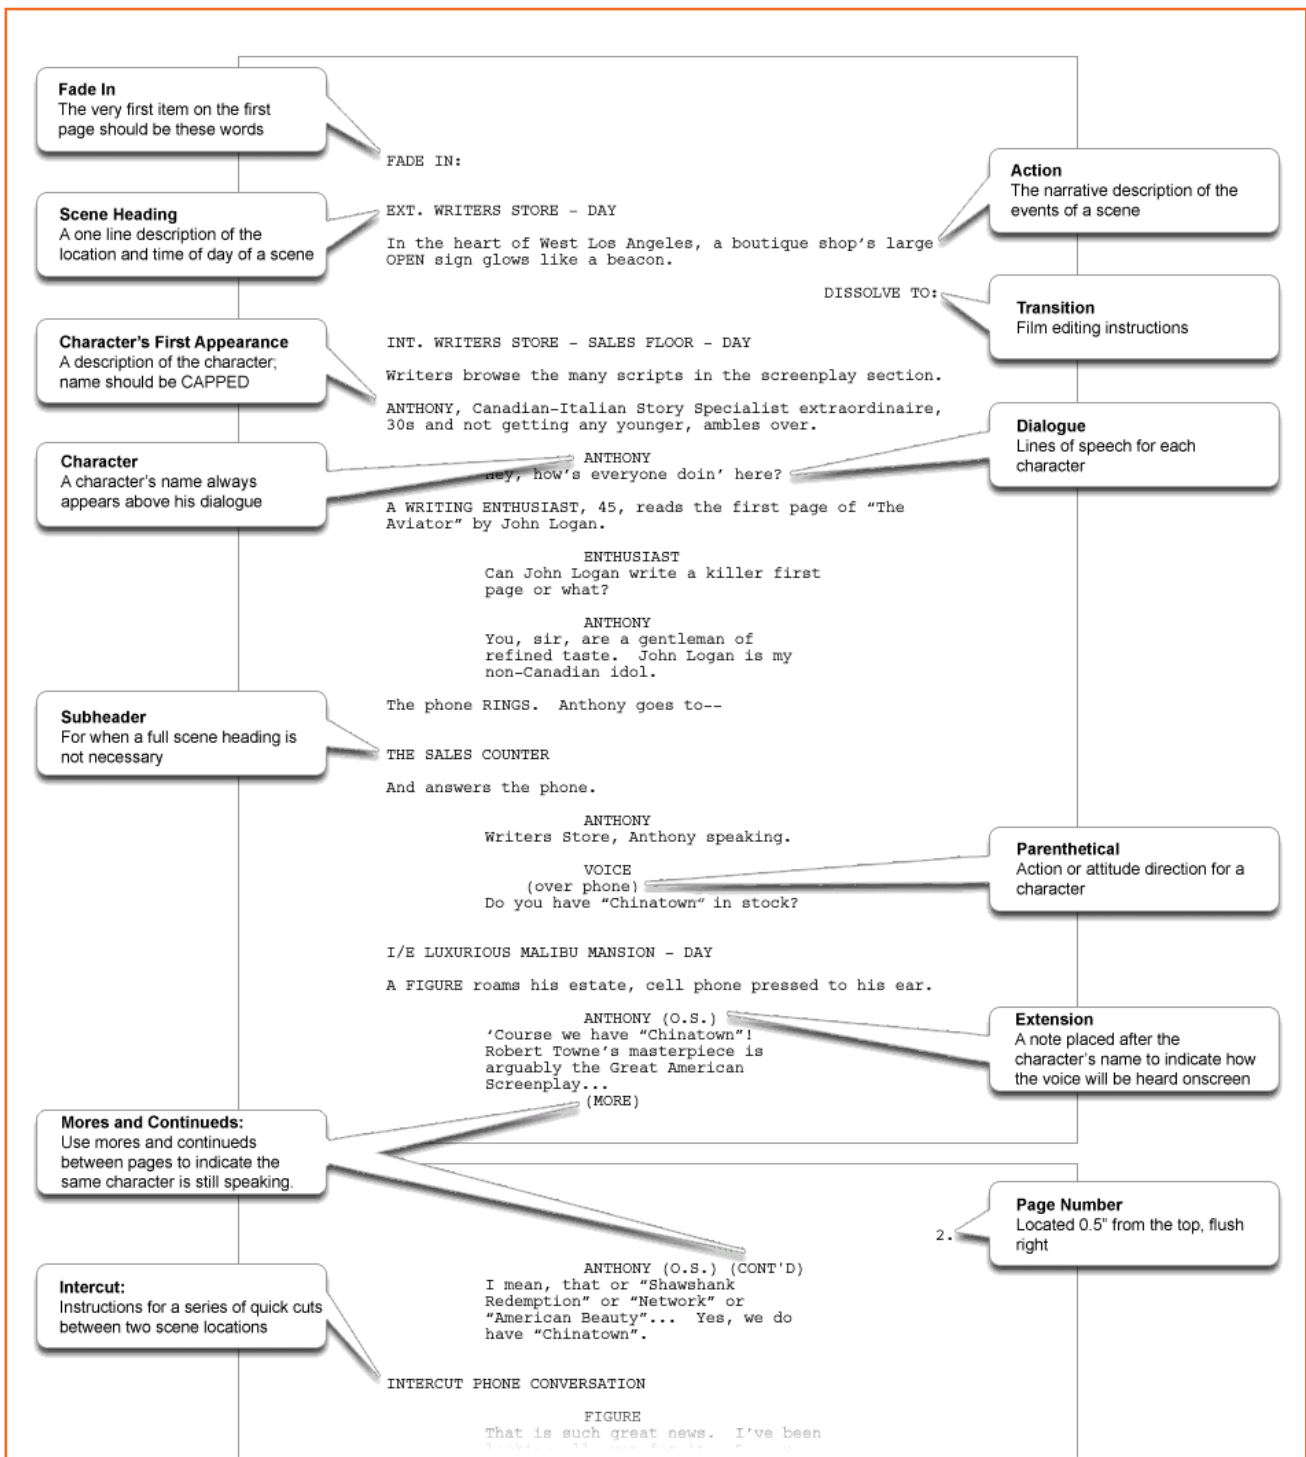 Fade In
The very first item on the first
page should be these words
FADE IN:
Action
The narrative description of the
events of a scene
Scene Heading
A one line description of the
location and time of day of a scene
EXT. WRITERS STORE - DAY
In the heart of West Los Angeles, a boutique shop's large
OPEN sign glows like a beacon.
DISSOLVE TO:
Transition
Film editing instructions
Character's First Appearance
A description of the character;
name should be CAPPED
INT. WRITERS STORE - SALES FLOOR - DAY
Writers browse the many scripts in the screenplay section.
ANTHONY, Canadian-Italian Story Specialist extraordinaire,
30s and not getting any younger, ambles over.
Dialogue
Lines of speech for each
character
Character
A character's name always
appears above his dialogue
ANTHONY
Hey, how's everyone doin' here?
A WRITING ENTHUSIAST, 45, reads the first page of "The
Aviator" by John Logan.
ENTHUSIAST
Can John Logan write a killer first
page or what?
ANTHONY
You, sir, are a gentleman of
refined taste.  John Logan is my
non-Canadian idol.
The phone RINGS.  Anthony goes to--
Subheader
For when a full scene heading is
not necessary
THE SALES COUNTER
And answers the phone.
ANTHONY
Writers Store, Anthony speaking.
VOICE
(over phone)
Do you have "Chinatown" in stock?
Parenthetical
Action or attitude direction for a
character
I/E LUXURIOUS MALIBU MANSION - DAY
A FIGURE roams his estate, cell phone pressed to his ear.
ANTHONY (O.S.)
'Course we have "Chinatown"!
Robert Towne's masterpiece is
arguably the Great American
Screenplay...
(MORE)
Extension
A note placed after the
character's name to indicate how
the voice will be heard onscreen
Mores and Continueds:
Use mores and continueds
between pages to indicate the
same character is still speaking.
2.
Page Number
Located 0.5" from the top, flush
right
ANTHONY (O.S.) (CONT'D)
I mean, that or "Shawshank
Redemption" or "Network" or
"American Beauty"...  Yes, we do
have "Chinatown".
Intercut:
Instructions for a series of quick cuts
between two scene locations
INTERCUT PHONE CONVERSATION
FIGURE
That is such great news.  I've been